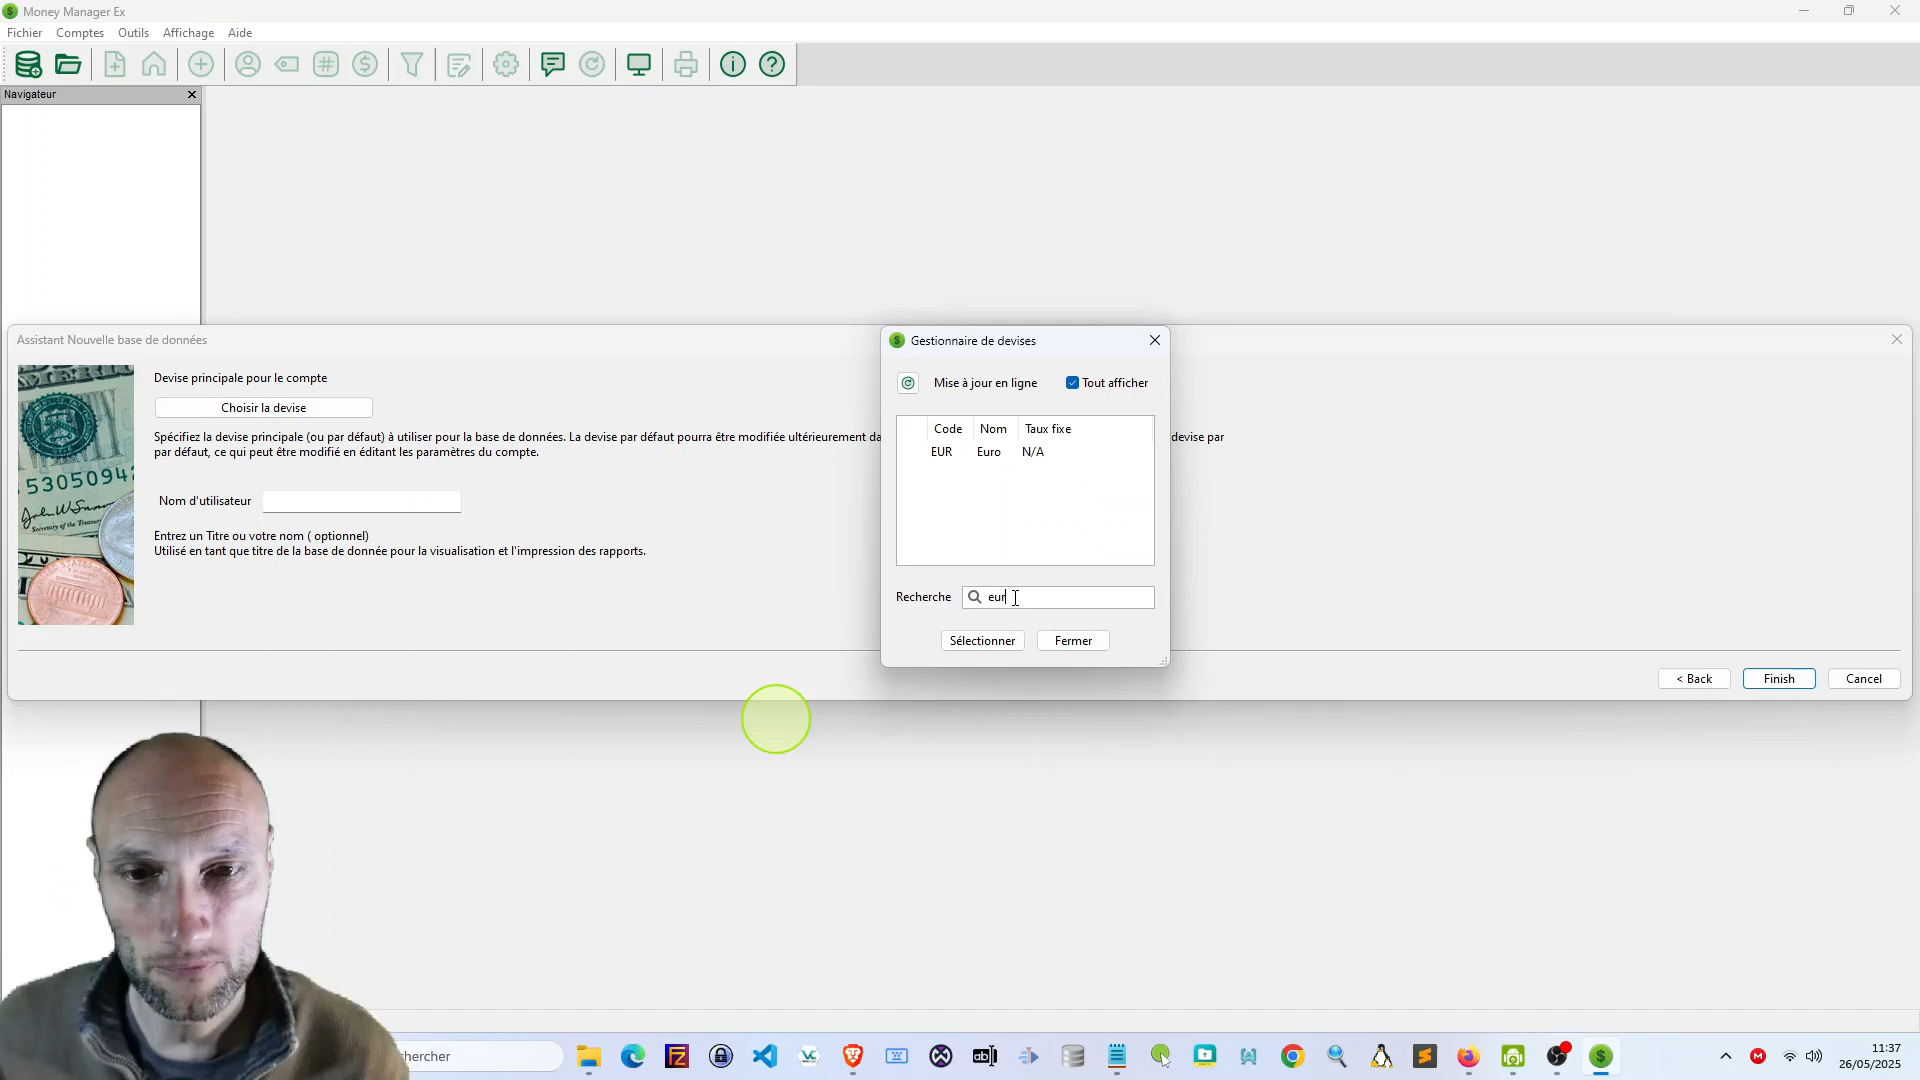 Money Manager Ex
Fichier Comptes Outils Affichage Aide
Navigateur
Assistant Nouvelle base de données
Devise principale pour le compte
Choisir la devise
Spécifiez la devise principale (ou par défaut) à utiliser pour la base de données. La devise par défaut pourra être modifiée ultérieurement da
devise par
par défaut, ce qui peut être modifié en éditant les paramètres du compte.
Nom d'utilisateur
Entrez un Titre ou votre nom ( optionnel)
Utilisé en tant que titre de la base de donnée pour la visualisation et l'impression des rapports.
Gestionnaire de devises
Mise à jour en ligne Tout afficher
Code Nom Taux fixe
EUR Euro N/A
Recherche eur
Sélectionner Fermer
< Back Finish Cancel
hercher
11:37
26/05/2025